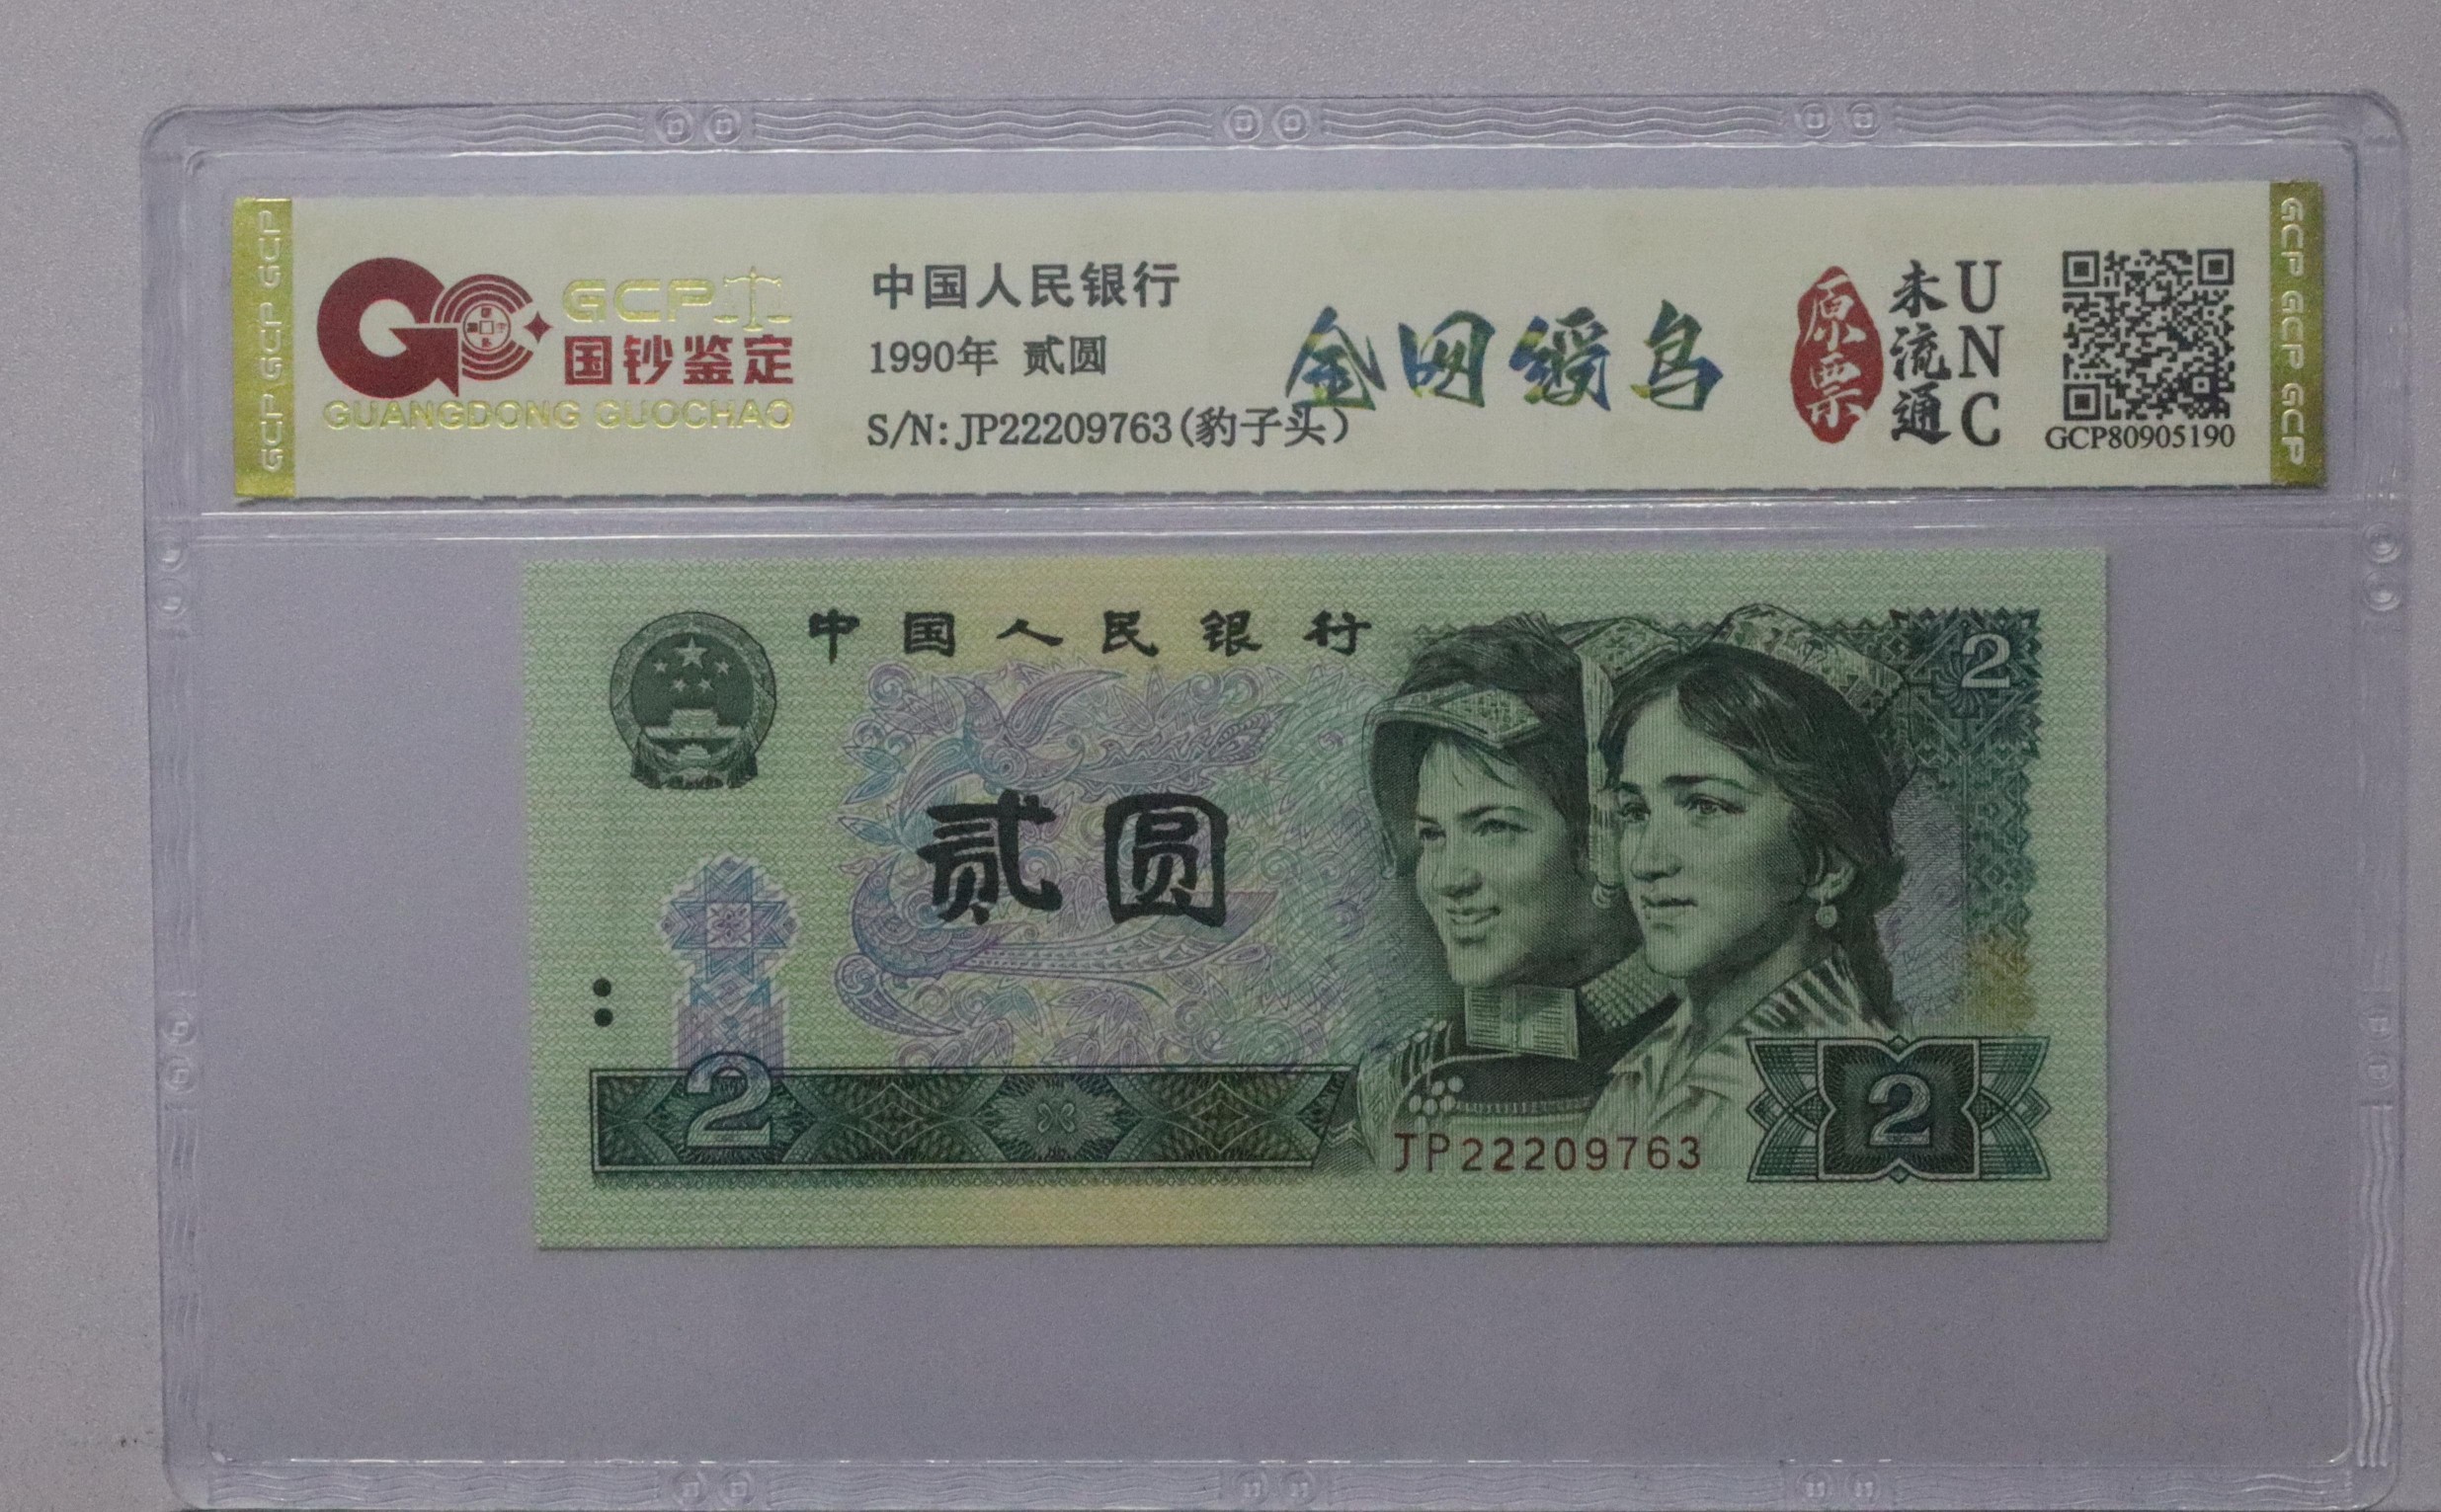 GCP GCP GCP
GCP
国钞鉴定
GUANGDONG GUOCHAO
中国人民银行
1990年 贰圆
S/N: JP22209763(豹子头)
金网绶鸟
原票
未流通
UNC
GCP80905190
GCP GCP GCP
中国人民银行
2
贰圆
2
JP22209763
2